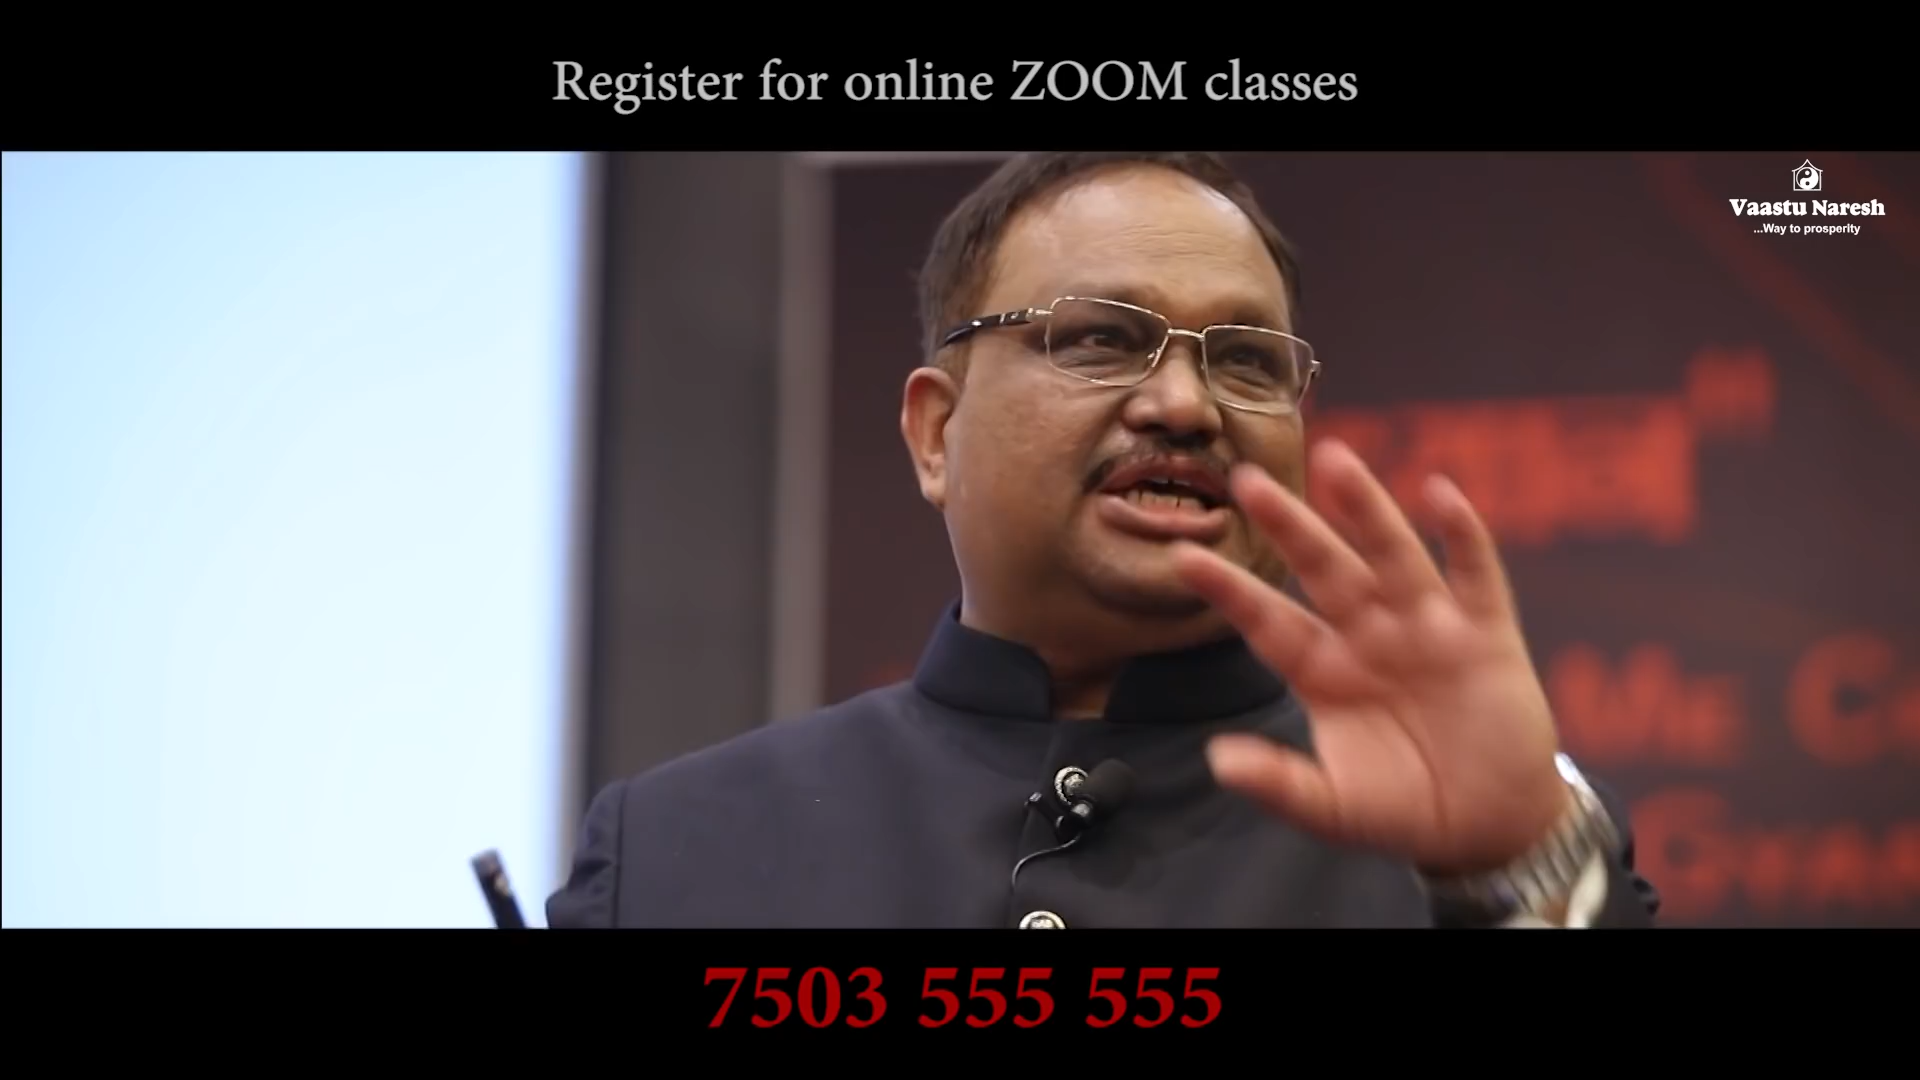 Register for online ZOOM classes
Vaastu Naresh
...Way to prosperity
7503 555 555